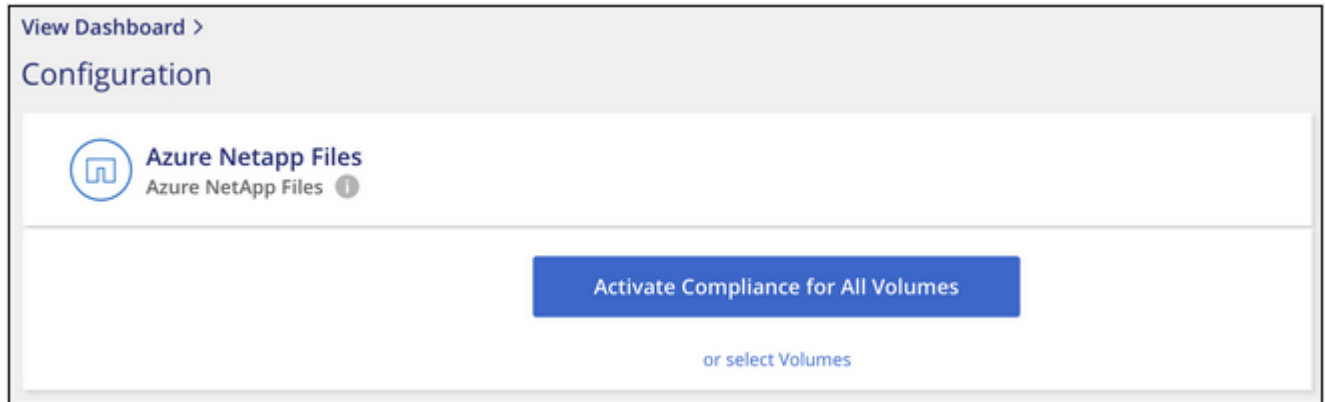 View Dashboard >
Configuration
Azure Netapp Files
Azure NetApp Files i
Activate Compliance for All Volumes
or select Volumes